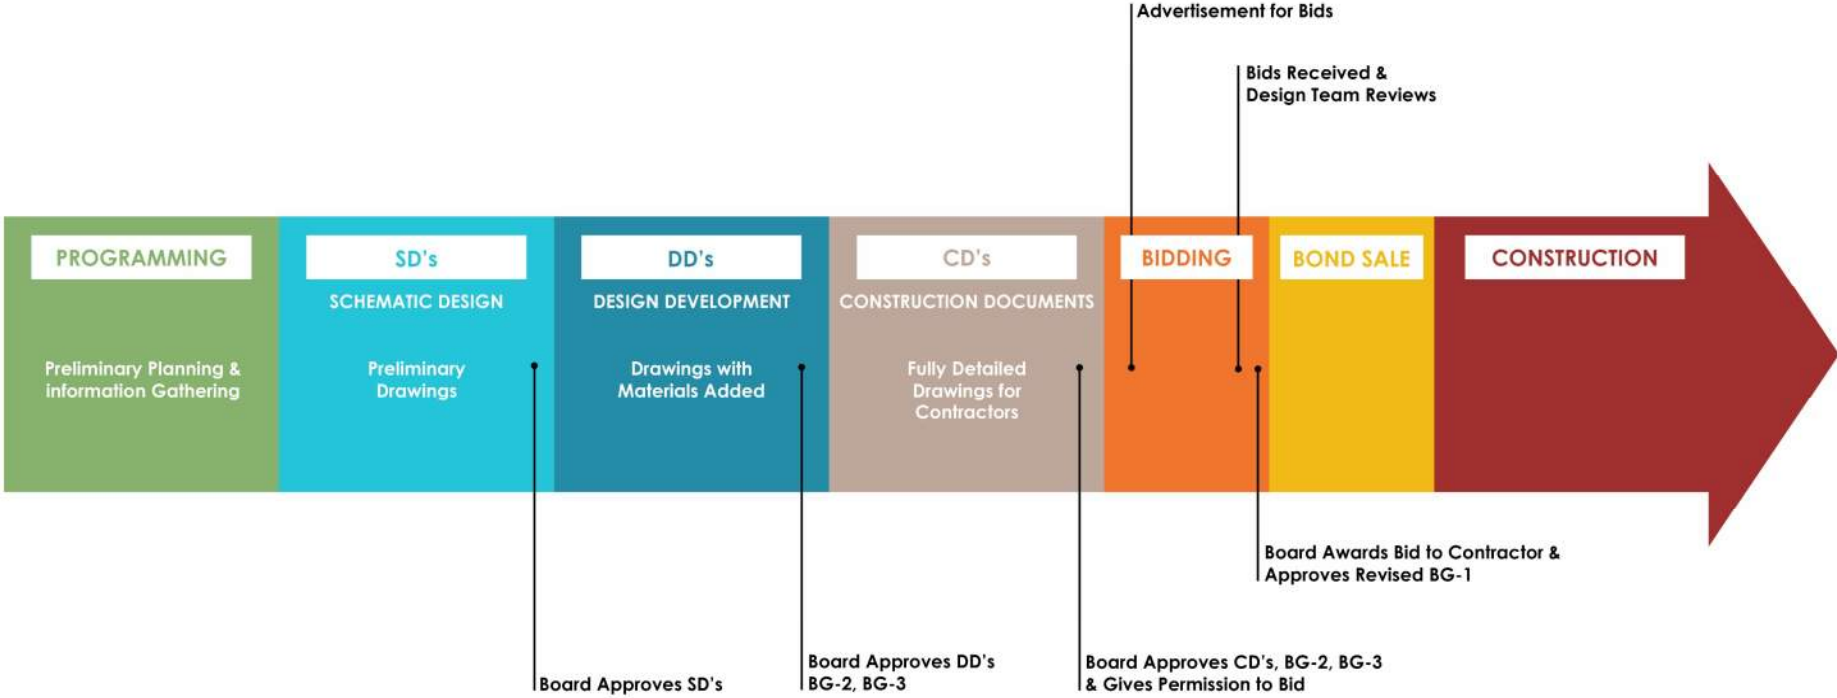 Advertisement for Bids
Bids Received &
Design Team Reviews
PROGRAMMING
Preliminary Planning &
information Gathering
SD's
SCHEMATIC DESIGN
Preliminary
Drawings
DD's
DESIGN DEVELOPMENT
Drawings with
Materials Added
CD's
CONSTRUCTION DOCUMENTS
Fully Detailed
Drawings for
Contractors
BIDDING
BOND SALE
CONSTRUCTION
Board Awards Bid to Contractor &
Approves Revised BG-1
Board Approves SD's
Board Approves DD's
BG-2, BG-3
Board Approves CD's, BG-2, BG-3
& Gives Permission to Bid